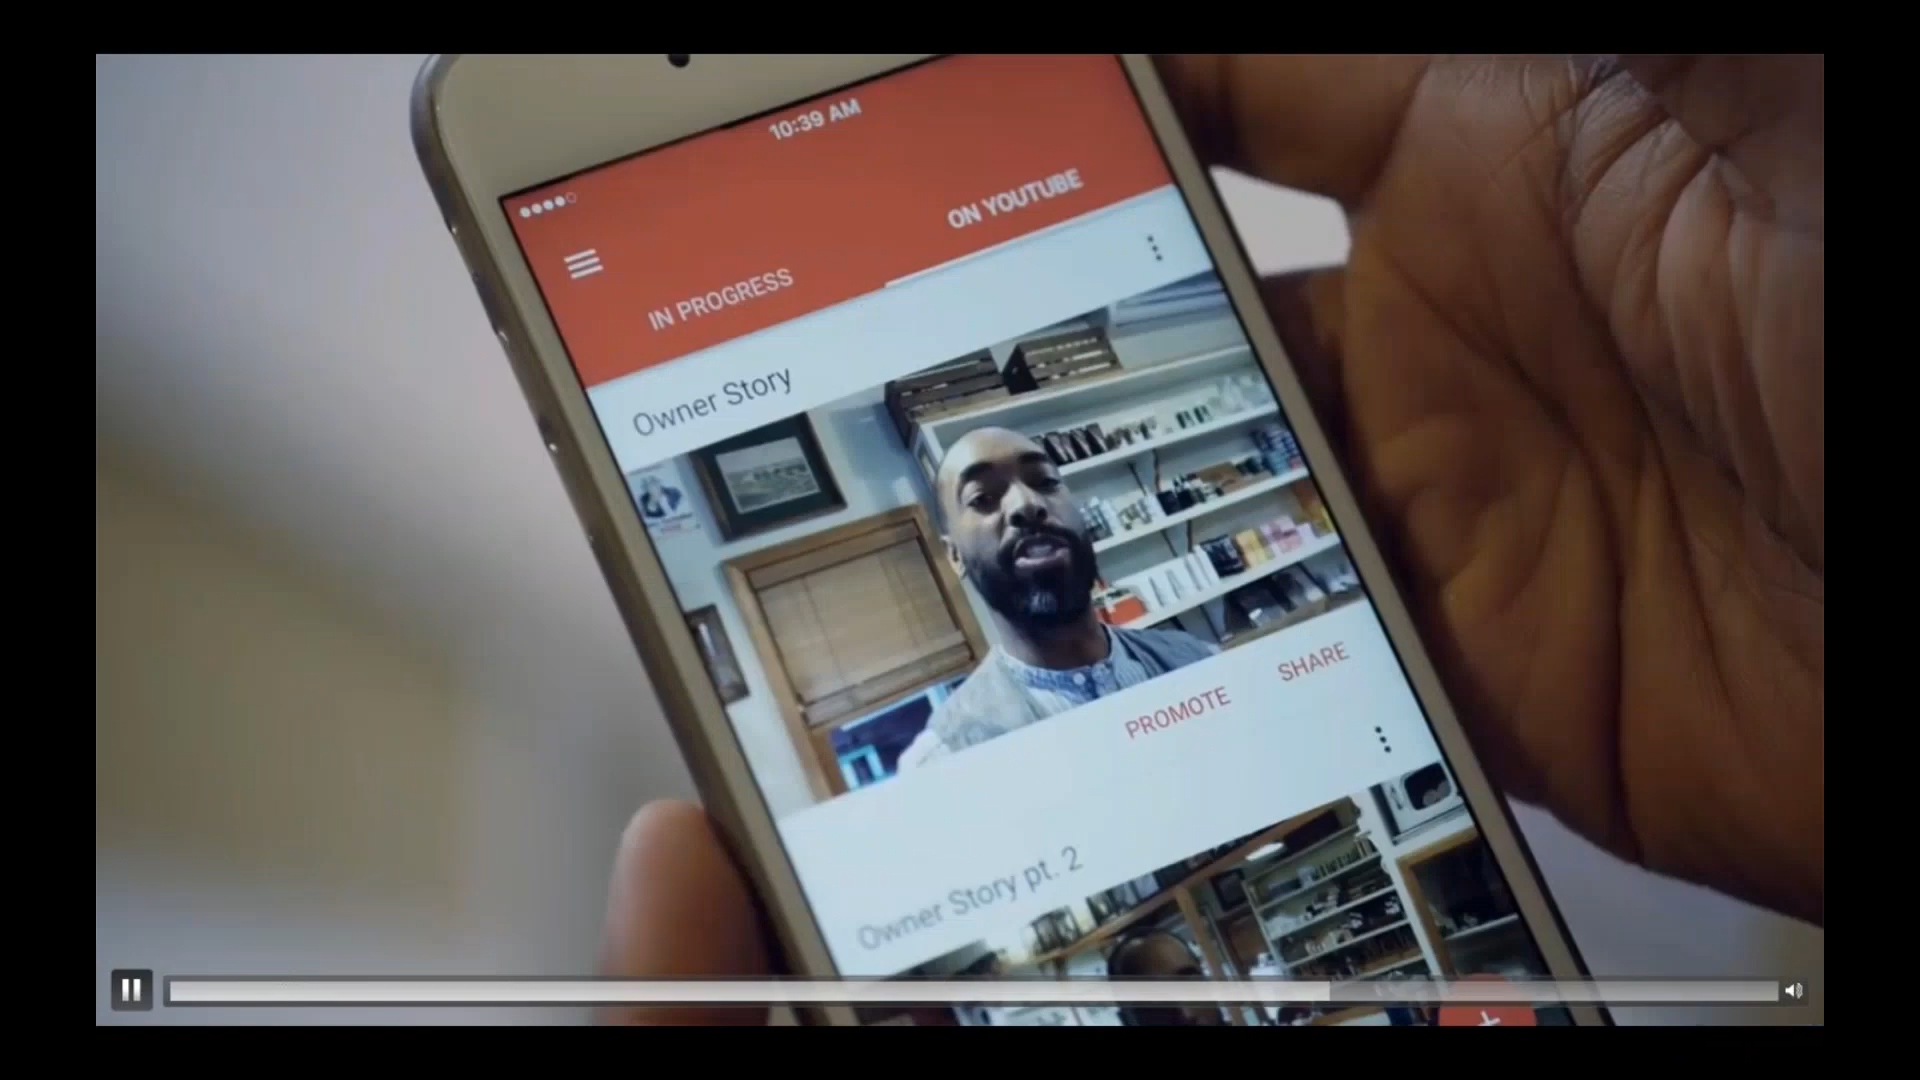 10:39 AM
IN PROGRESS
ON YOUTUBE
Owner Story
PROMOTE
SHARE
Owner Story pt. 2